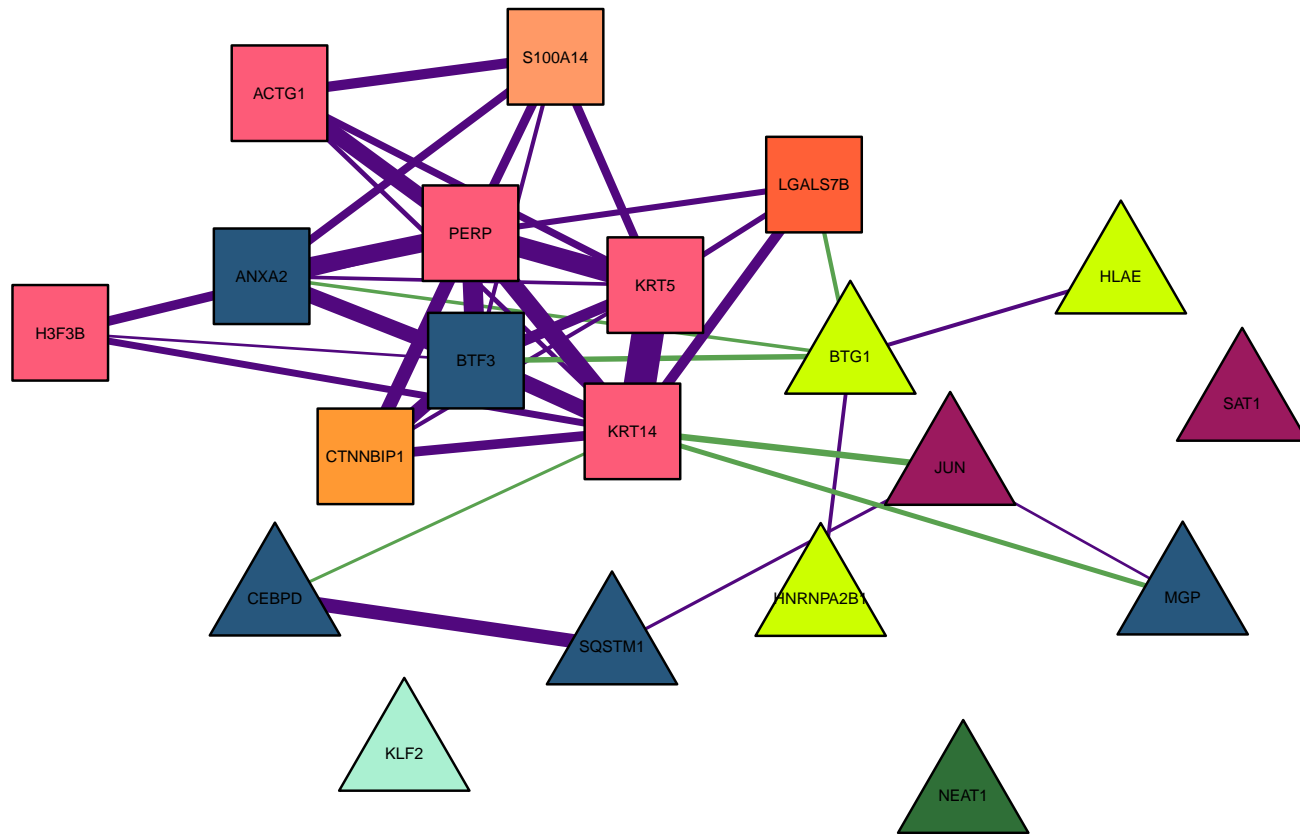 S100A14
ACTG1
LGALS7B
PERP
HLAE
ANXA2
KRT5
H3F3B
BTF3
BTG1
SAT1
KRT14
CTNNBIP1
JUN
CEBPD
HNRNPA2B1
MGP
SQSTM1
KLF2
NEAT1